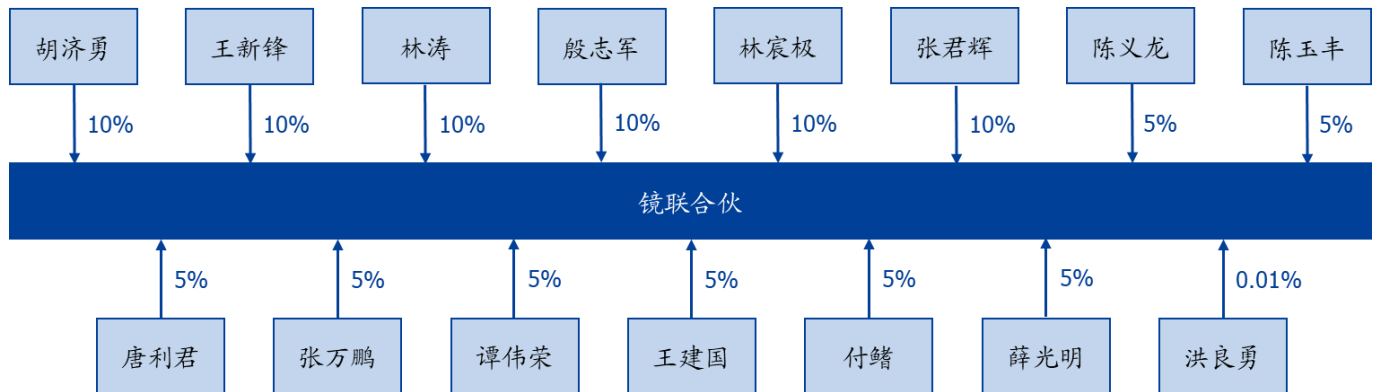 胡济勇 王新锋 林涛 殷志军 林宸极 张君辉 陈义龙 陈玉丰
10% 10% 10% 10% 10% 10% 5% 5%
镜联合伙
5% 5% 5% 5% 5% 5% 0.01%
唐利君 张万鹏 谭伟荣 王建国 付鳍 薛光明 洪良勇